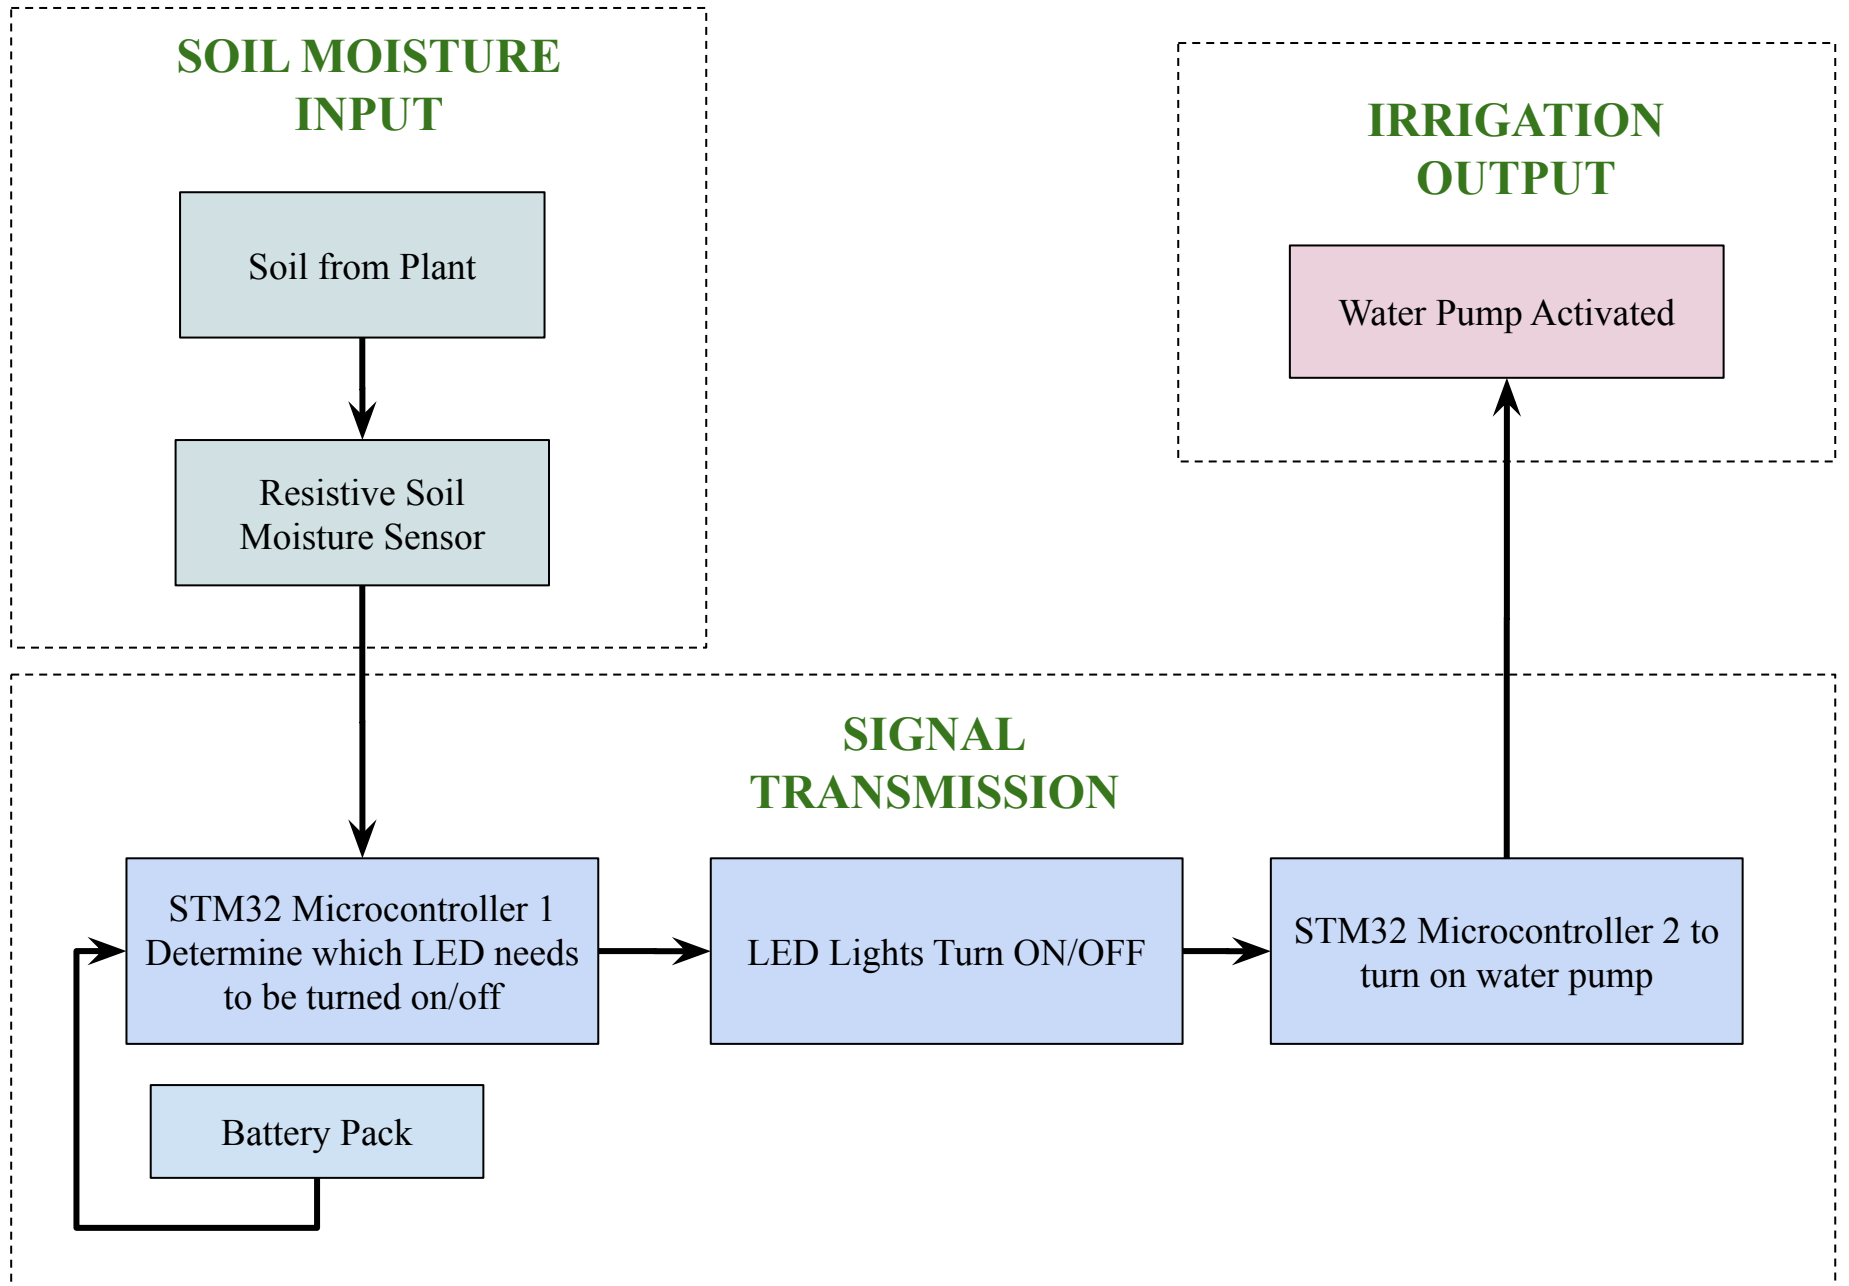 SOIL MOISTURE
INPUT
Soil from Plant
Resistive Soil
Moisture Sensor
IRRIGATION
OUTPUT
Water Pump Activated
SIGNAL
TRANSMISSION
STM32 Microcontroller 1
Determine which LED needs
to be turned on/off
LED Lights Turn ON/OFF
STM32 Microcontroller 2 to
turn on water pump
Battery Pack